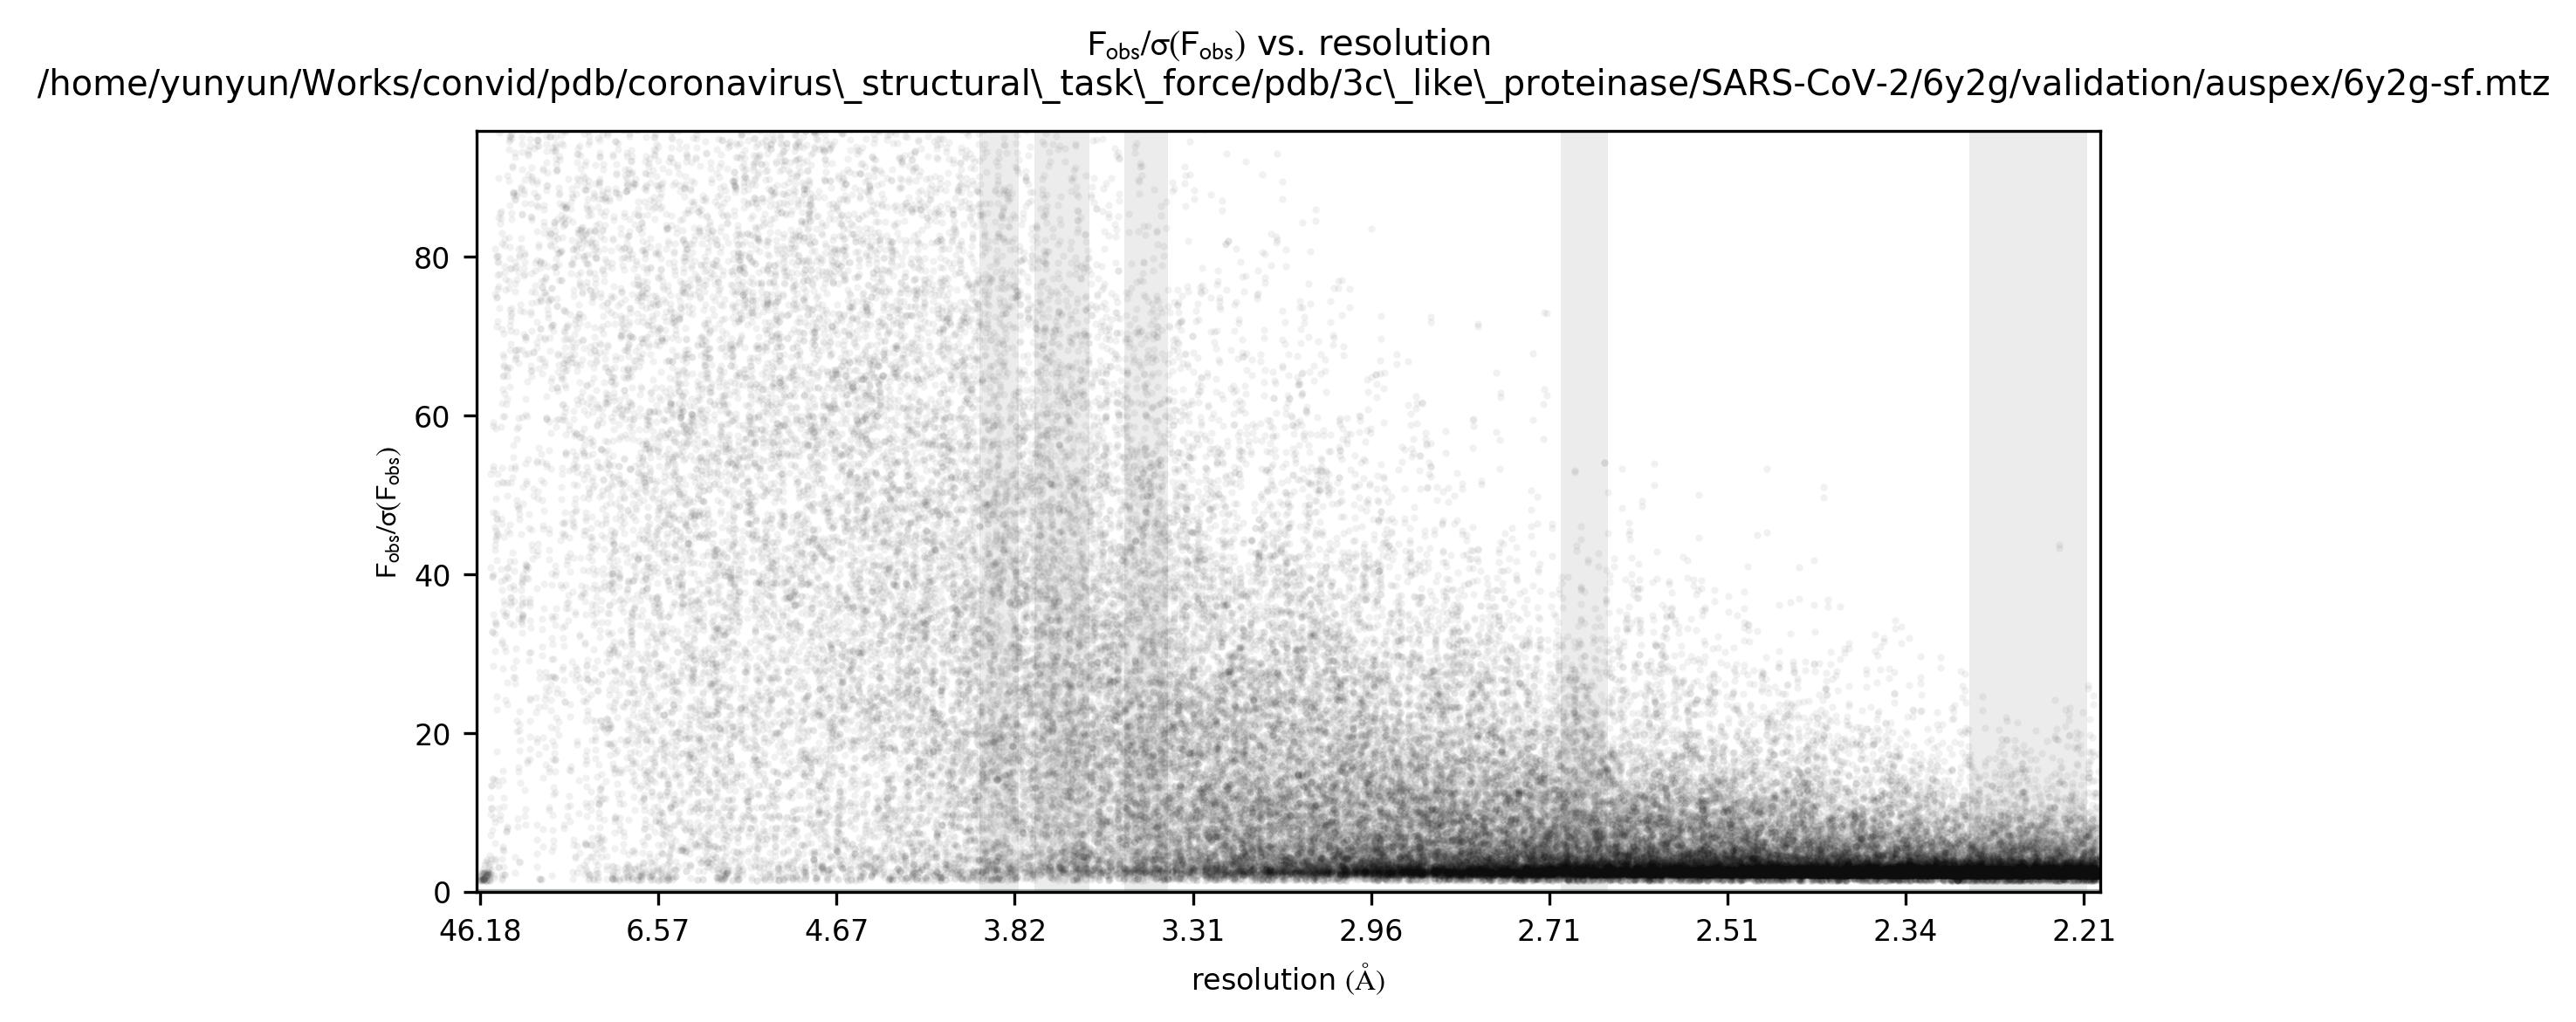 Fobs/σ(Fobs) vs. resolution
/home/yunyun/Works/convid/pdb/coronavirus\_structural\_task\_force/pdb/3c\_like\_proteinase/SARS-CoV-2/6y2g/validation/auspex/6y2g-sf.mtz
Fobs/σ(Fobs)
80
60
40
20
0
46.18 6.57 4.67 3.82 3.31 2.96 2.71 2.51 2.34 2.21
resolution (Å)